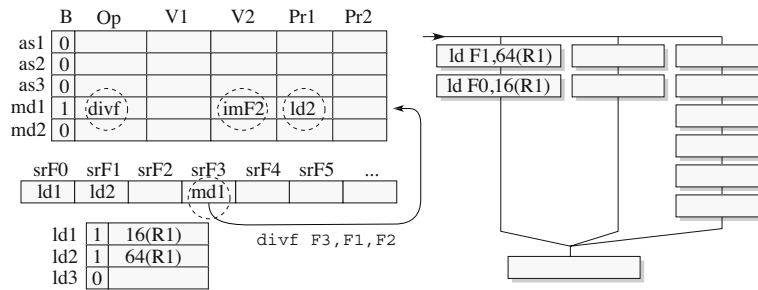 B Op V1 V2 Pr1 Pr2
as1 0
as2 0
as3 0
md1 1 divf imF2 ld2
md2 0
srF0 srF1 srF2 srF3 srF4 srF5 ...
ld1 ld2 md1
divf F3,F1,F2
ld1 1 16(R1)
ld2 1 64(R1)
ld3 0
ld F1,64(R1)
ld F0,16(R1)